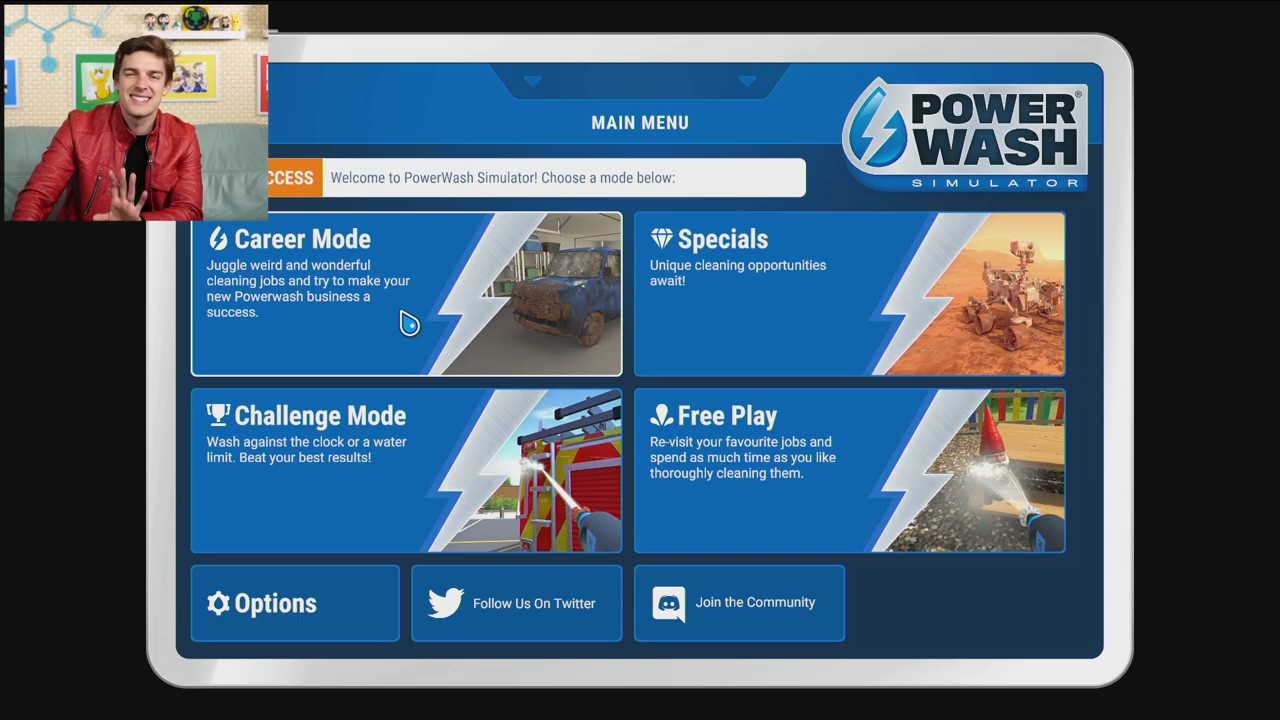 MAIN MENU
POWER
WASH
SIMULATOR
CCESS
Welcome to PowerWash Simulator! Choose a mode below:
Career Mode
Juggle weird and wonderful
cleaning jobs and try to make your
new Powerwash business a
success.
Specials
Unique cleaning opportunities
await!
Challenge Mode
Wash against the clock or a water
limit. Beat your best results!
Free Play
Re-visit your favourite jobs and
spend as much time as you like
thoroughly cleaning them.
Options
Follow Us On Twitter
Join the Community